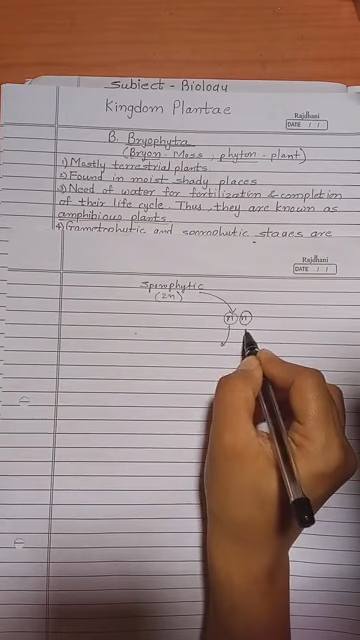 Subject - Biology
Kingdom Plantae
Rajdhani
DATE / /
B. Bryophyta
(Bryon - Moss ; phyton - plant)
1) Mostly terrestrial plants.
2) Found in moist shady places
3) Need of water for fertilization & completion
of their life cycle. Thus, they are known as
amphibious plants.
4) Gametophytic and sporophytic stages are
Rajdhani
DATE / /
Sporophytic
(2n)
n n